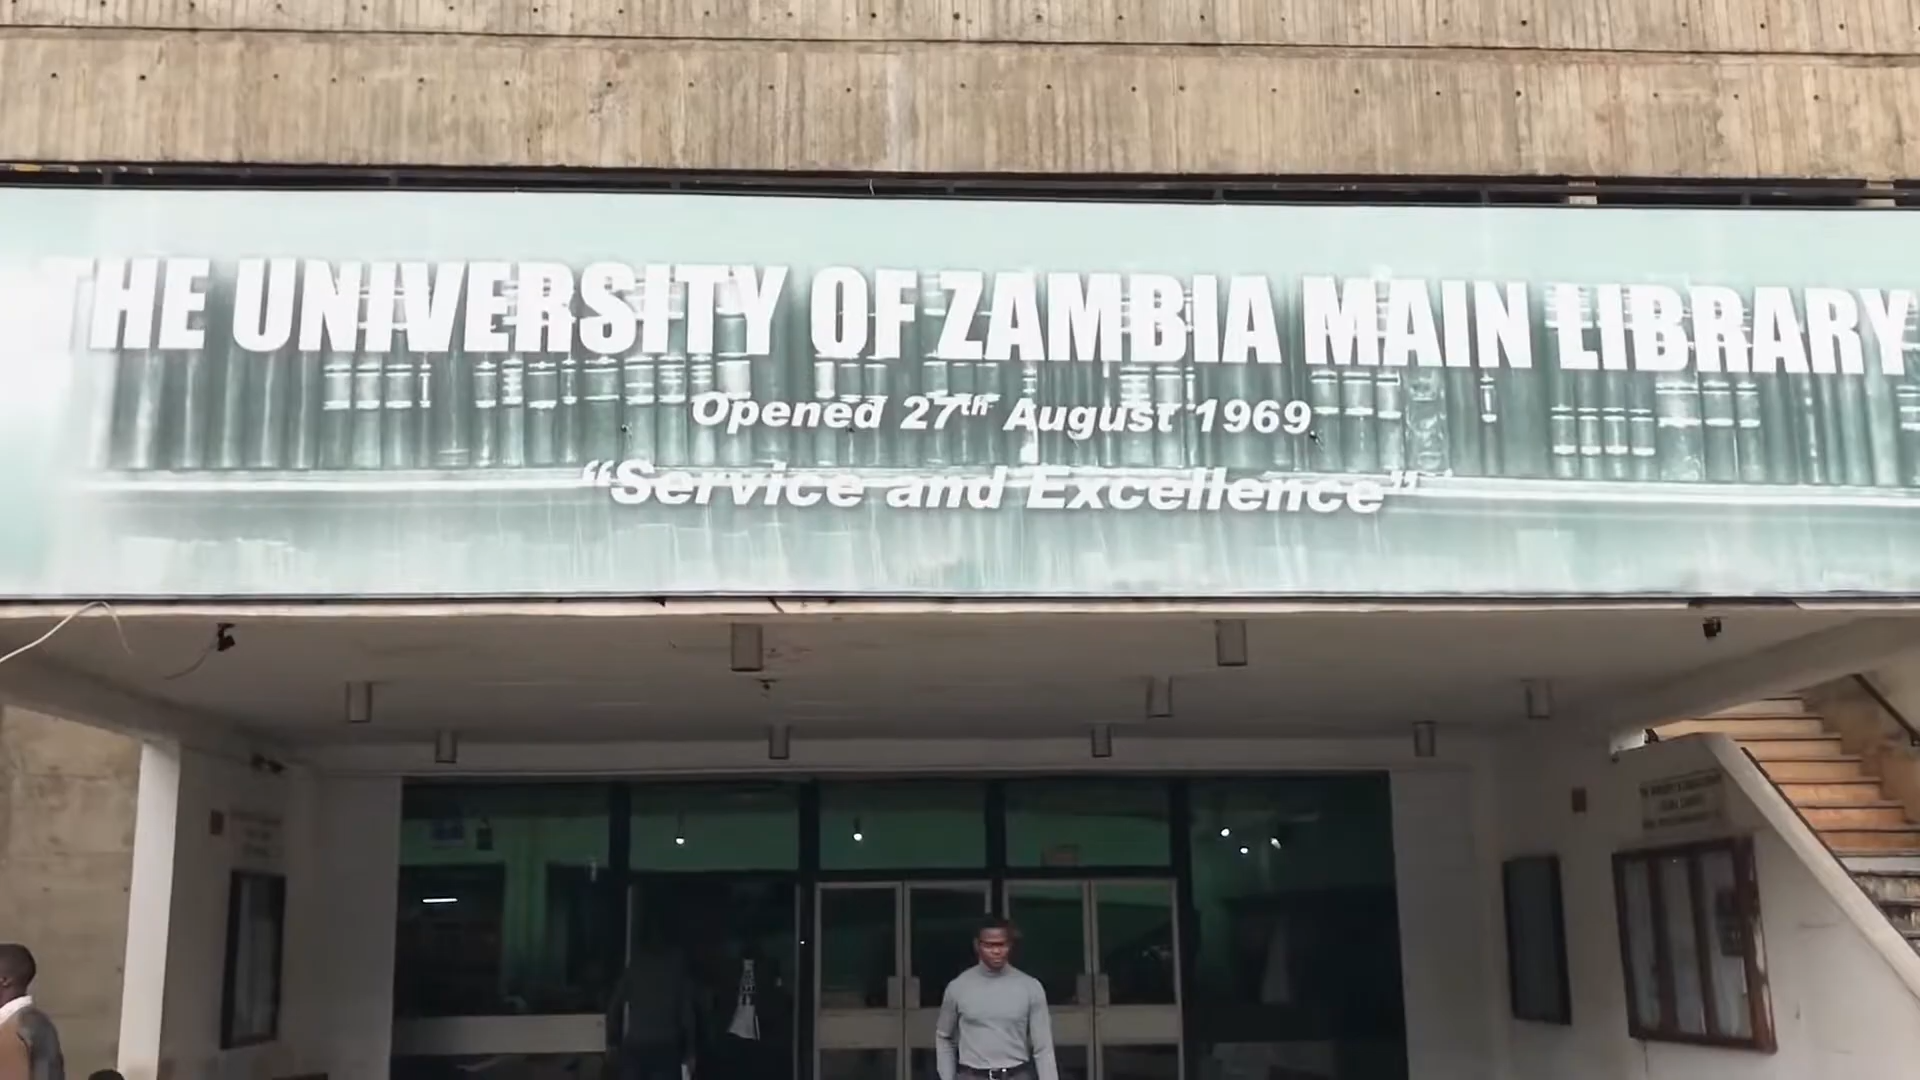 THE UNIVERSITY OF ZAMBIA MAIN LIBRARY
Opened 27th August 1969
“Service and Excellence”